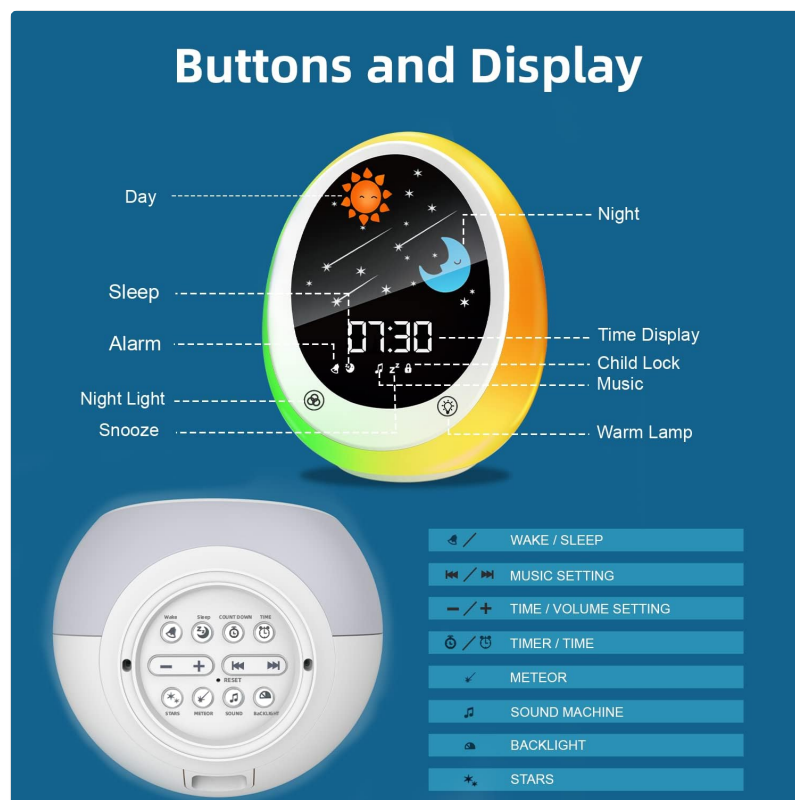 Buttons and Display
Day
Night
Sleep
07:30
Time Display
Alarm
Child Lock
zz
Music
Night Light
Snooze
Warm Lamp
WAKE / SLEEP
MUSIC SETTING
TIME / VOLUME SETTING
TIMER / TIME
METEOR
SOUND MACHINE
BACKLIGHT
STARS
Wake Sleep COUNT DOWN TIME
RESET
STARS METEOR SOUND BACKLIGHT